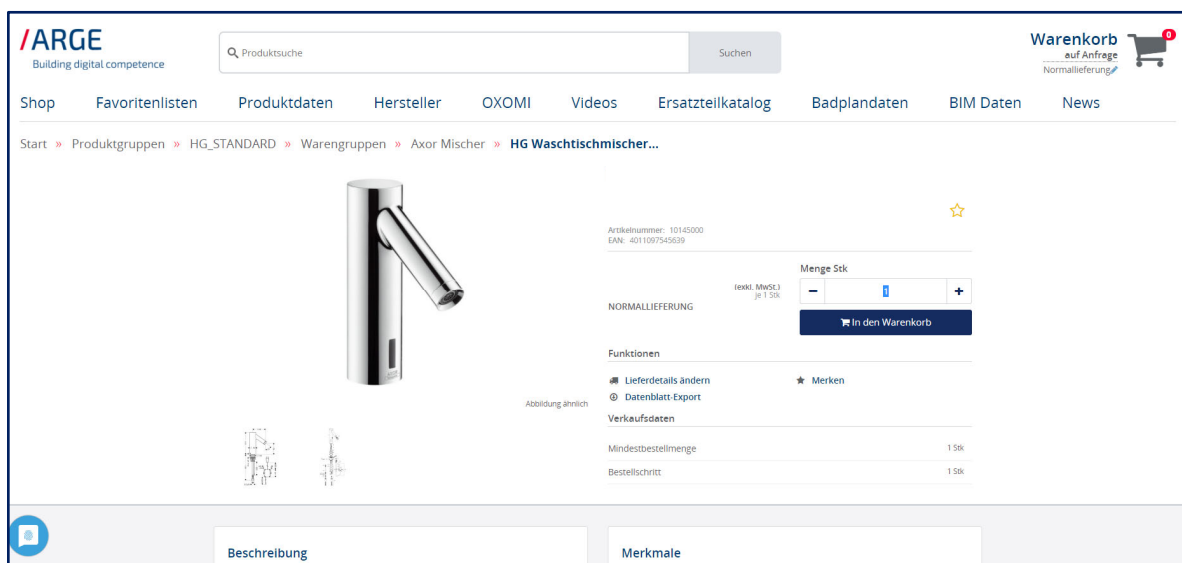 /ARGE
Building digital competence
Produktsuche
Suchen
Warenkorb
auf Anfrage
Normallieferung
0
Shop Favoritenlisten Produktdaten Hersteller OXOMI Videos Ersatzteilkatalog Badplandaten BIM Daten News
Start » Produktgruppen » HG_STANDARD » Warengruppen » Axor Mischer » HG Waschtischmischer...
Artikelnummer: 10145000
EAN: 4011097545639
Menge Stk
(exkl. MwSt.)
je 1 Stk
− 1 +
NORMALLIEFERUNG
In den Warenkorb
Funktionen
Lieferdetails ändern
Merken
Datenblatt-Export
Abbildung ähnlich
Verkaufsdaten
Mindestbestellmenge 1 Stk
Bestellschritt 1 Stk
Beschreibung
Merkmale